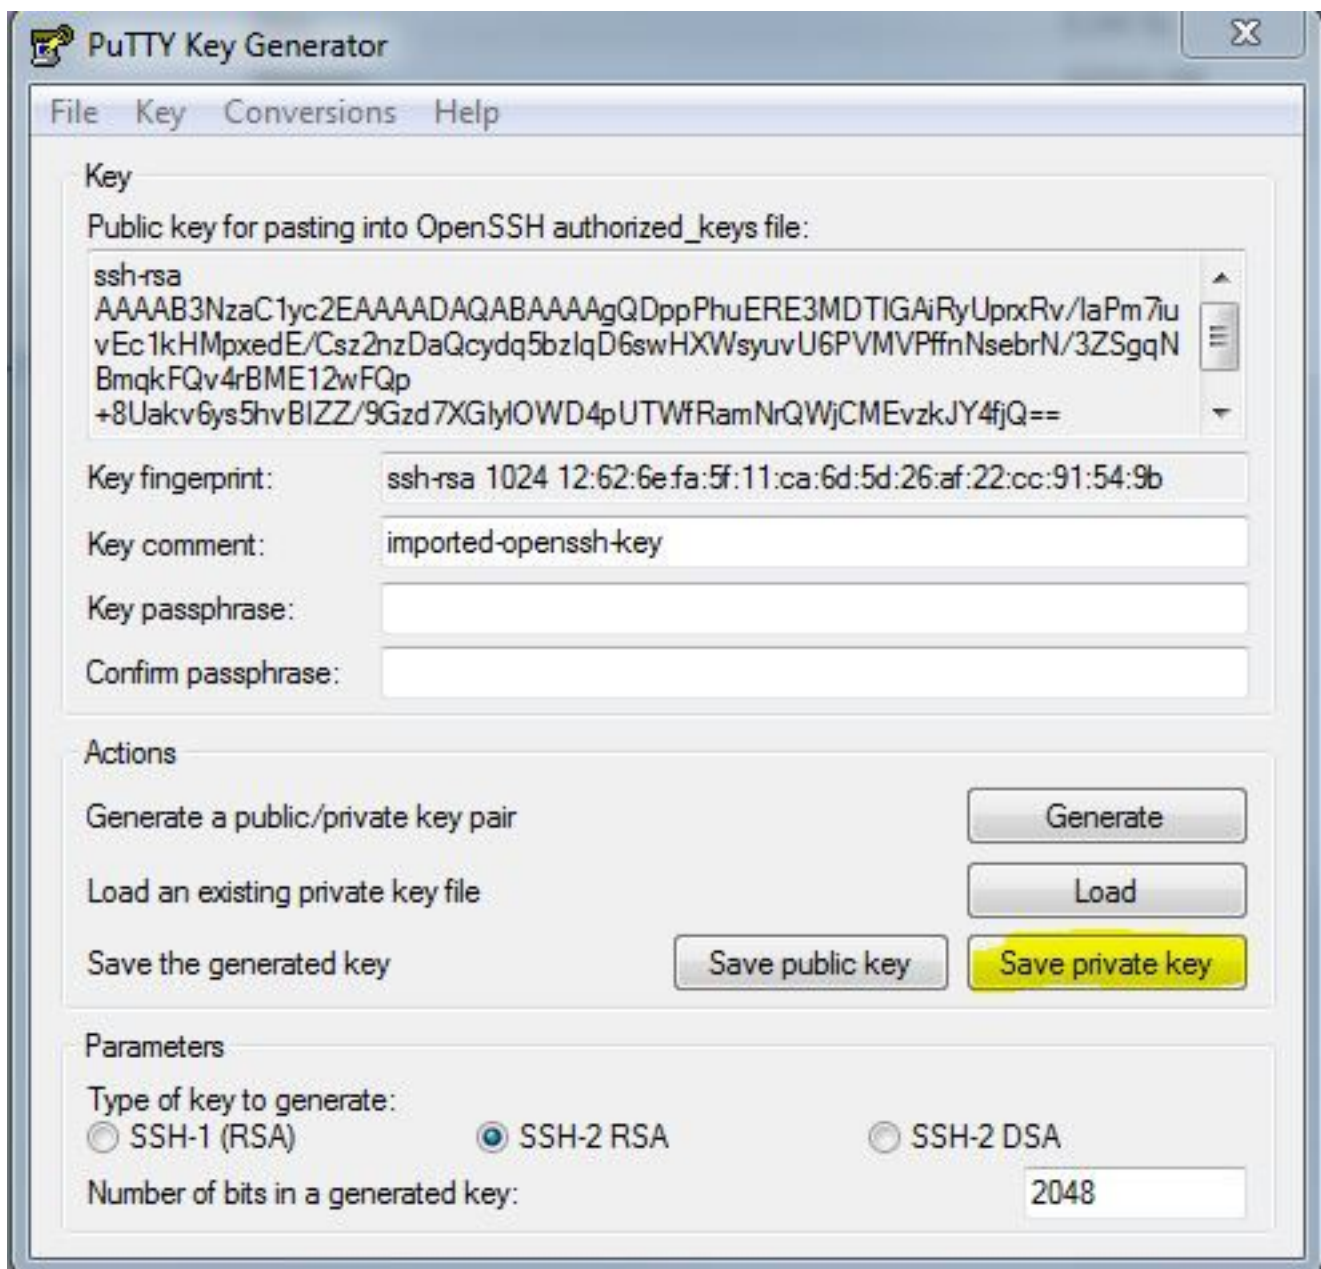 PuTTY Key Generator
File Key Conversions Help
Key
Public key for pasting into OpenSSH authorized_keys file:
ssh-rsa
AAAAB3NzaC1yc2EAAAADAQABAAAAgQDppPhuERE3MDTIGAiRyUprxRv/IaPm7iu
vEc1kHMpxedE/Csz2nzDaQcydq5bzIqD6swHXWsyuvU6PVMVPffnNsebrN/3ZSgqN
BmqkFQv4rBME12wFQp
+8Uakv6ys5hvBIZZ/9Gzd7XGIylOWD4pUTWfRamNrQWjCMEvzkJY4fjQ==
Key fingerprint: ssh-rsa 1024 12:62:6e:fa:5f:11:ca:6d:5d:26:af:22:cc:91:54:9b
Key comment: imported-openssh-key
Key passphrase:
Confirm passphrase:
Actions
Generate a public/private key pair Generate
Load an existing private key file Load
Save the generated key Save public key Save private key
Parameters
Type of key to generate:
SSH-1 (RSA) SSH-2 RSA SSH-2 DSA
Number of bits in a generated key: 2048